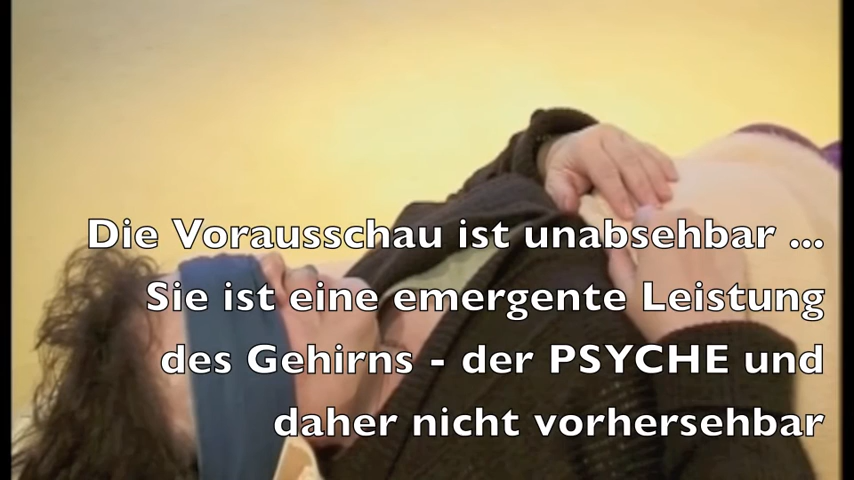 Die Vorausschau ist unabsehbar ...
Sie ist eine emergente Leistung
des Gehirns - der PSYCHE und
daher nicht vorhersehbar